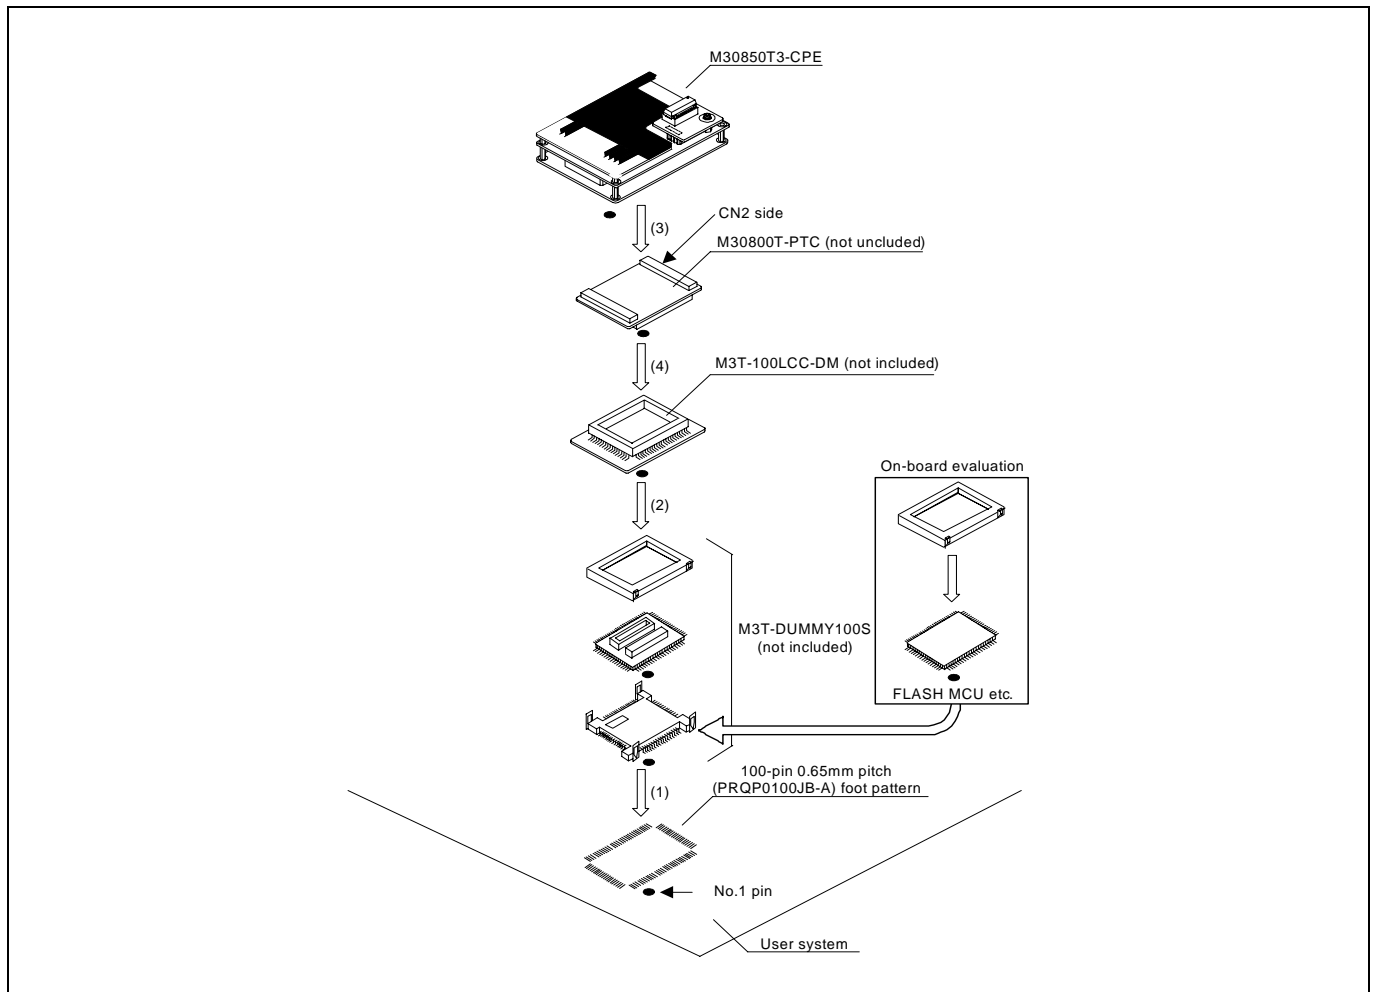 M30850T3-CPE
CN2 side
(3)
M30800T-PTC (not uncluded)
(4)
M3T-100LCC-DM (not included)
On-board evaluation
(2)
M3T-DUMMY100S
(not included)
FLASH MCU etc.
100-pin 0.65mm pitch
(PRQP0100JB-A) foot pattern
(1)
No.1 pin
User system